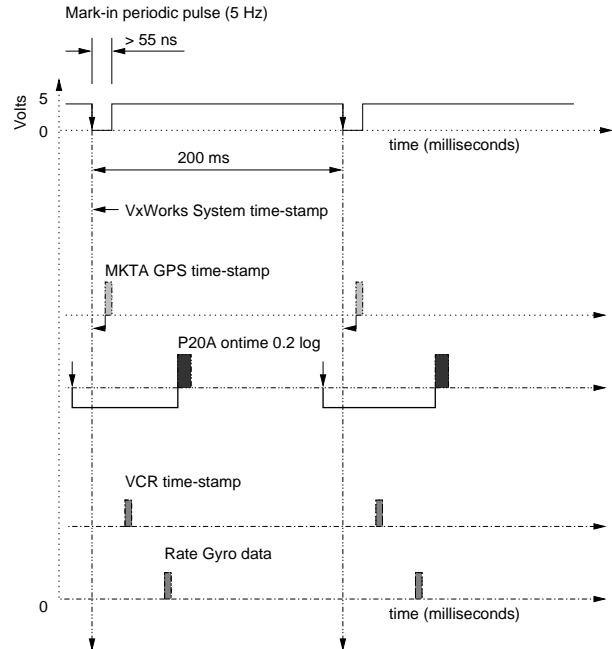 Mark-in periodic pulse (5 Hz)
> 55 ns
Volts
5
0
time (milliseconds)
200 ms
VxWorks System time-stamp
MKTA GPS time-stamp
P20A ontime 0.2 log
VCR time-stamp
Rate Gyro data
0
time (milliseconds)